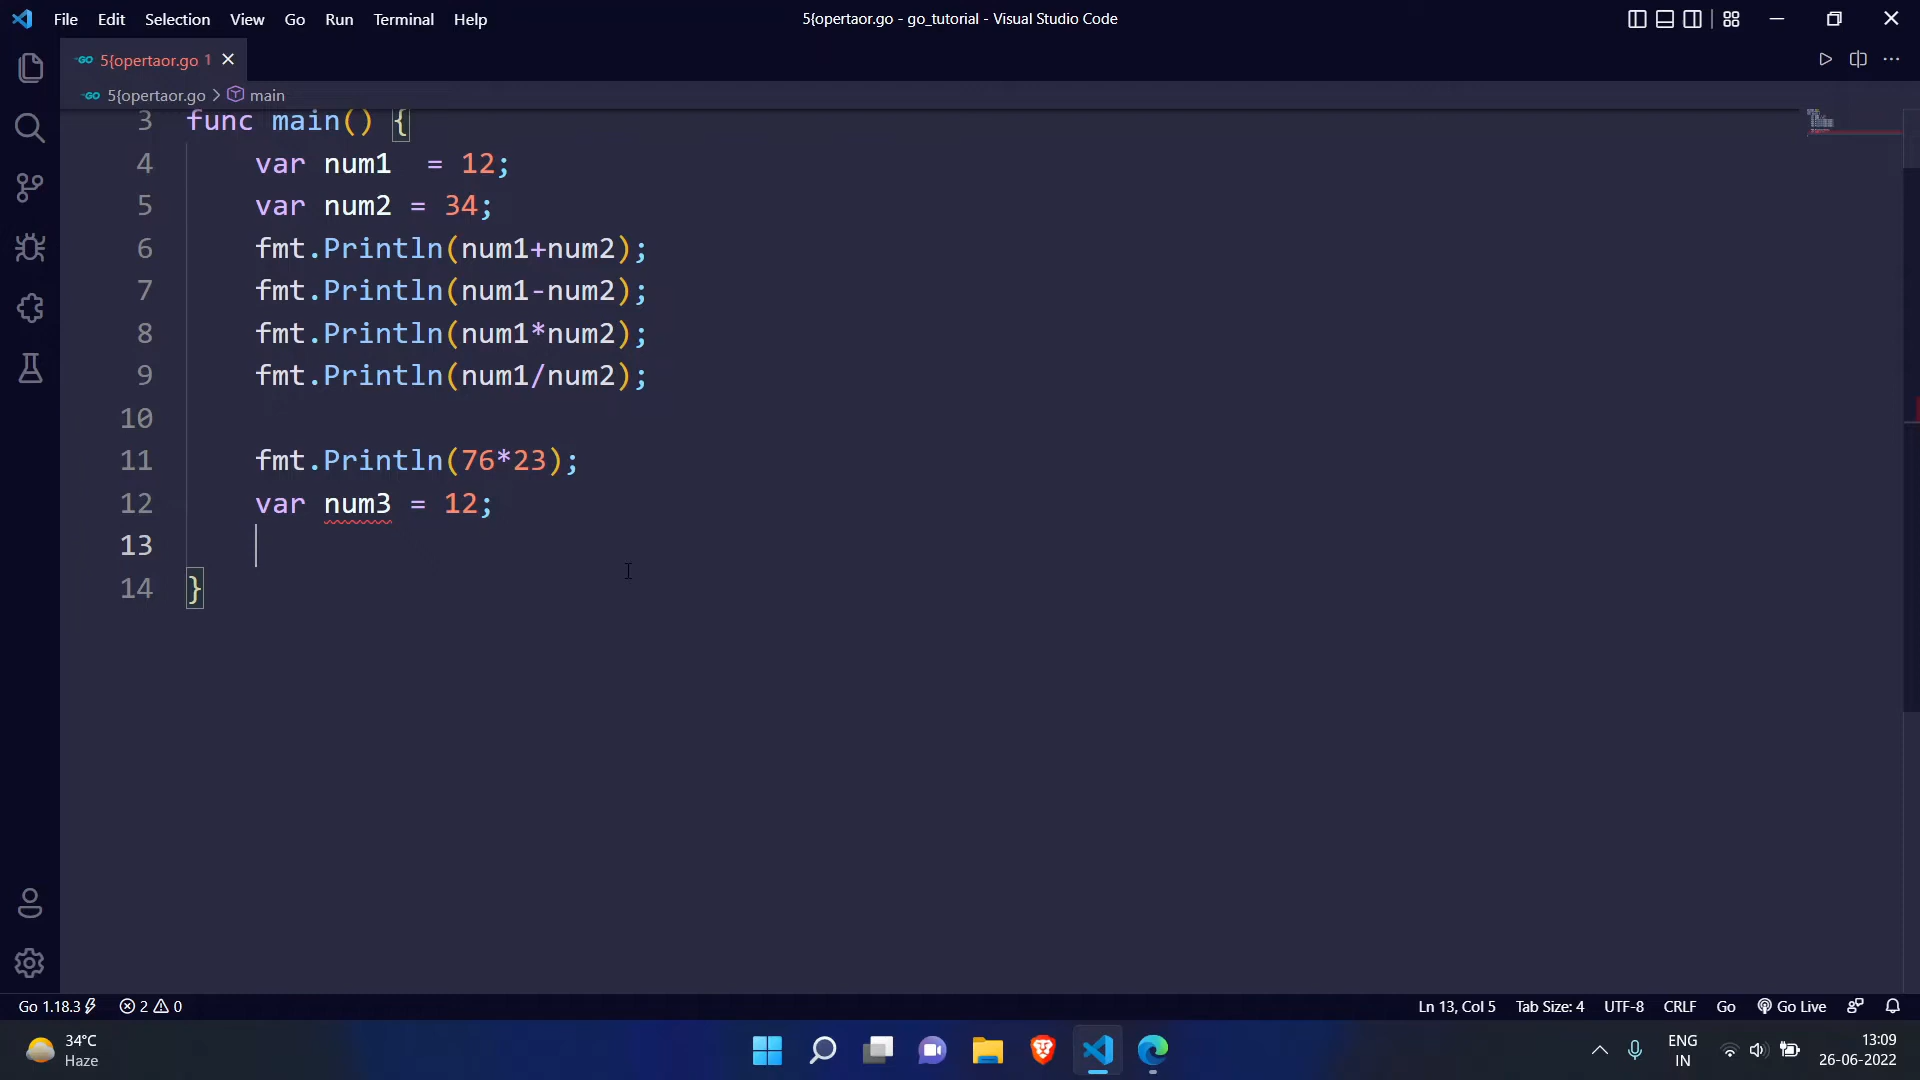 File Edit Selection View Go Run Terminal Help
5{opertaor.go - go_tutorial - Visual Studio Code
GO 5{opertaor.go 1
GO 5{opertaor.go > main
3 func main() {
4 var num1  = 12;
5 var num2 = 34;
6 fmt.Println(num1+num2);
7 fmt.Println(num1-num2);
8 fmt.Println(num1*num2);
9 fmt.Println(num1/num2);
10
11 fmt.Println(76*23);
12 var num3 = 12;
13
14 }
Go 1.18.3 2 0
Ln 13, Col 5 Tab Size: 4 UTF-8 CRLF Go Go Live
34°C
Haze
ENG
IN
13:09
26-06-2022